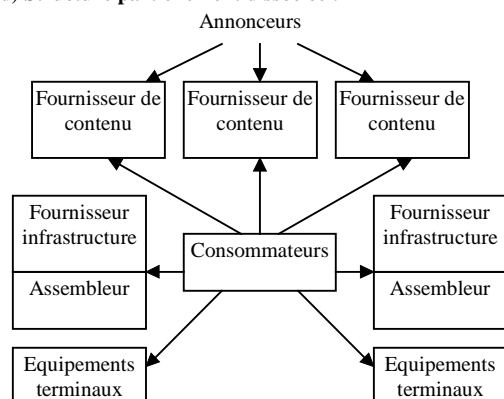 Annonceurs
Fournisseur de
contenu
Fournisseur de
contenu
Fournisseur de
contenu
Fournisseur
infrastructure
Assembleur
Consommateurs
Fournisseur
infrastructure
Assembleur
Equipements
terminaux
Equipements
terminaux